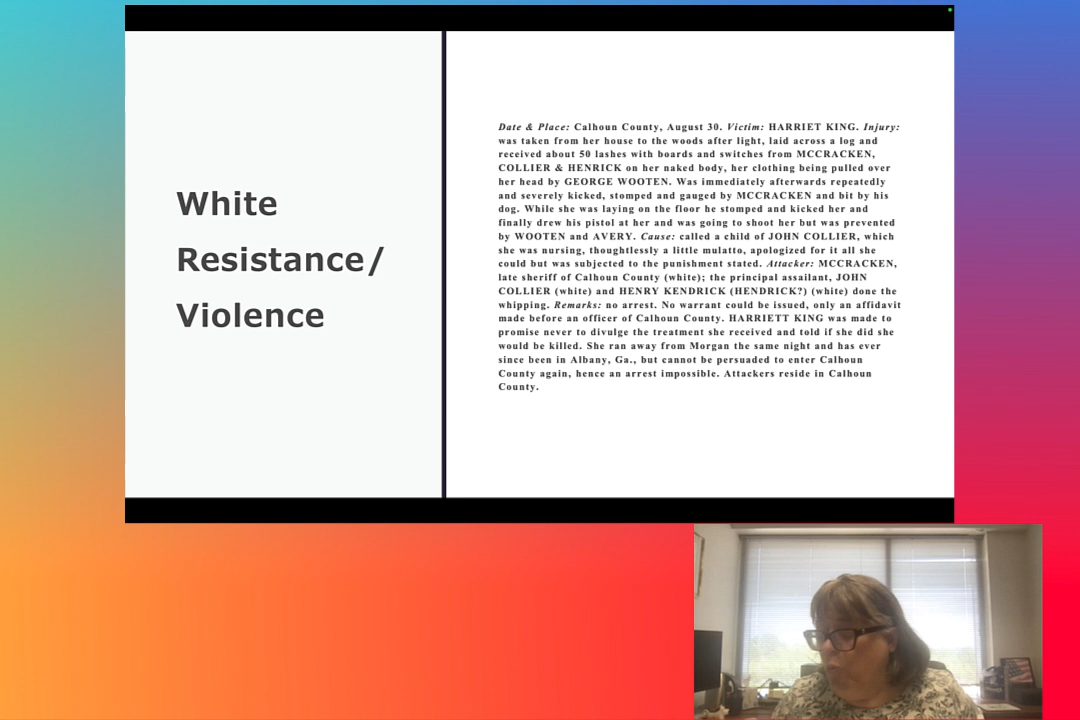 White
Resistance/
Violence
Date & Place: Calhoun County, August 30. Victim: HARRIET KING. Injury:
was taken from her house to the woods after light, laid across a log and
received about 50 lashes with boards and switches from MCCRACKEN,
COLLIER & HENRICK on her naked body, her clothing being pulled over
her head by GEORGE WOOTEN. Was immediately afterwards repeatedly
and severely kicked, stomped and gauged by MCCRACKEN and bit by his
dog. While she was laying on the floor he stomped and kicked her and
finally drew his pistol at her and was going to shoot her but was prevented
by WOOTEN and AVERY. Cause: called a child of JOHN COLLIER, which
she was nursing, thoughtlessly a little mulatto, apologized for it all she
could but was subjected to the punishment stated. Attacker: MCCRACKEN,
late sheriff of Calhoun County (white); the principal assailant, JOHN
COLLIER (white) and HENRY KENDRICK (HENDRICK?) (white) done the
whipping. Remarks: no arrest. No warrant could be issued, only an affidavit
made before an officer of Calhoun County. HARRIETT KING was made to
promise never to divulge the treatment she received and told if she did she
would be killed. She ran away from Morgan the same night and has ever
since been in Albany, Ga., but cannot be persuaded to enter Calhoun
County again, hence an arrest impossible. Attackers reside in Calhoun
County.